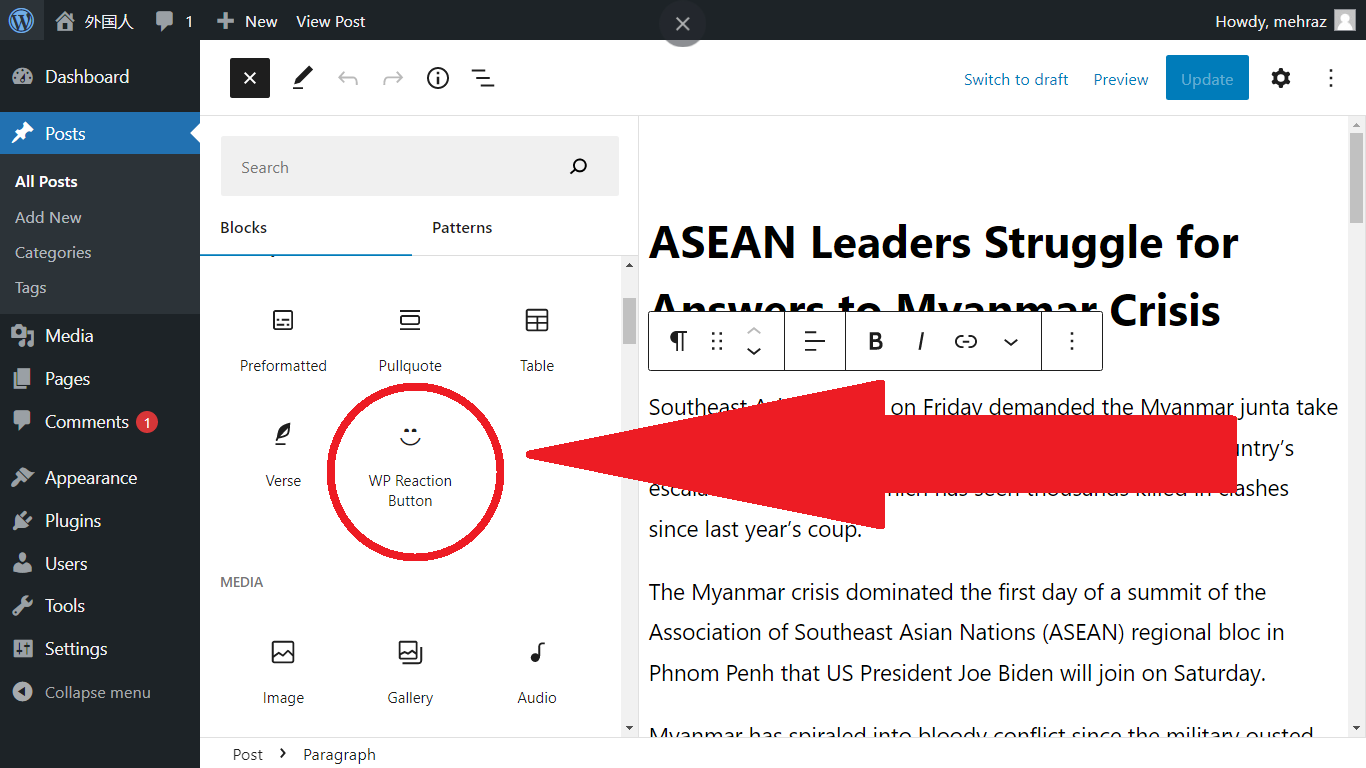 外国人
1
New
View Post
Howdy, mehraz
Dashboard
Posts
All Posts
Add New
Categories
Tags
Media
Pages
Comments 1
Appearance
Plugins
Users
Tools
Settings
Collapse menu
Switch to draft
Preview
Update
Search
Blocks
Patterns
Preformatted
Pullquote
Table
Verse
WP Reaction
Button
MEDIA
Image
Gallery
Audio
ASEAN Leaders Struggle for
Answers to Myanmar Crisis
B I
Southeast on Friday demanded the Myanmar junta take
which has seen thousands killed in clashes
since last year’s coup.
The Myanmar crisis dominated the first day of a summit of the
Association of Southeast Asian Nations (ASEAN) regional bloc in
Phnom Penh that US President Joe Biden will join on Saturday.
Myanmar has spiraled into bloody conflict since the military ousted
Post
Paragraph